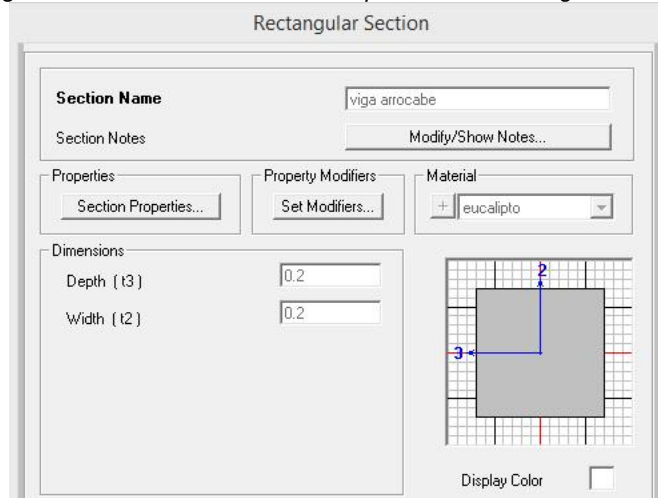 Rectangular Section
Section Name viga arrocabe
Section Notes Modify/Show Notes...
Properties Property Modifiers Material
Section Properties... Set Modifiers... + eucalipto
Dimensions
Depth ( t3 ) 0.2
Width ( t2 ) 0.2
2
3
Display Color